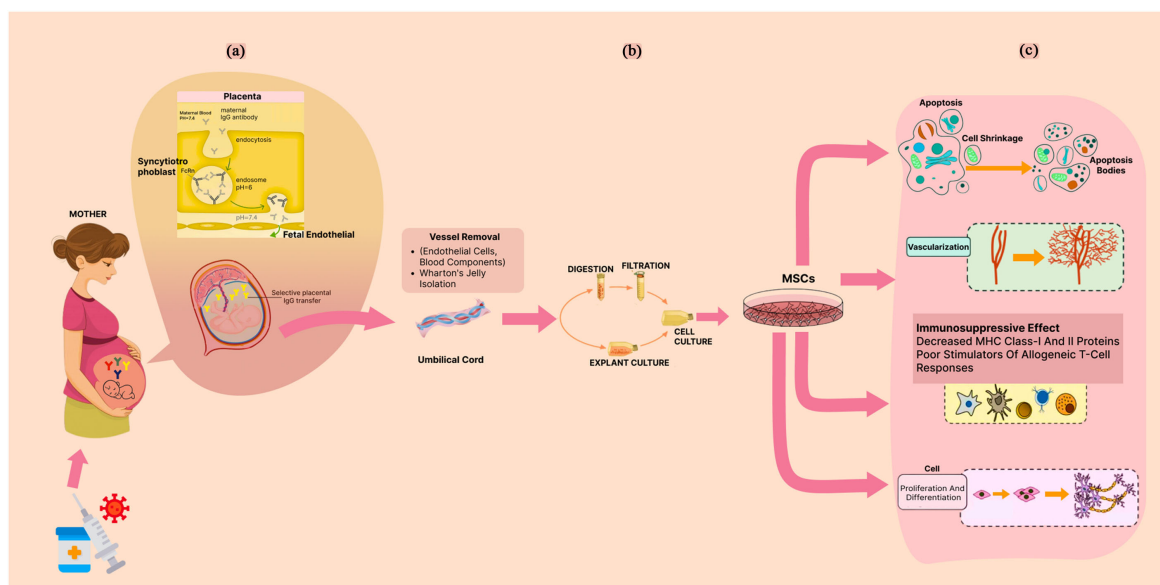 (a)
(b)
(c)
Placenta
Maternal Blood
PH=7.4
maternal
IgG antibody
endocytosis
Syncytiotro
phoblast
FcRn
endosome
pH=6
pH=7.4
Fetal Endothelial
MOTHER
Selective placental
IgG transfer
Vessel Removal
• (Endothelial Cells,
Blood Components)
• Wharton's Jelly
Isolation
Umbilical Cord
DIGESTION
FILTRATION
CELL
CULTURE
EXPLANT CULTURE
MSCs
Apoptosis
Cell Shrinkage
Apoptosis
Bodies
Vascularization
Immunosuppressive Effect
Decreased MHC Class-I And II Proteins
Poor Stimulators Of Allogeneic T-Cell
Responses
Cell
Proliferation And
Differentiation